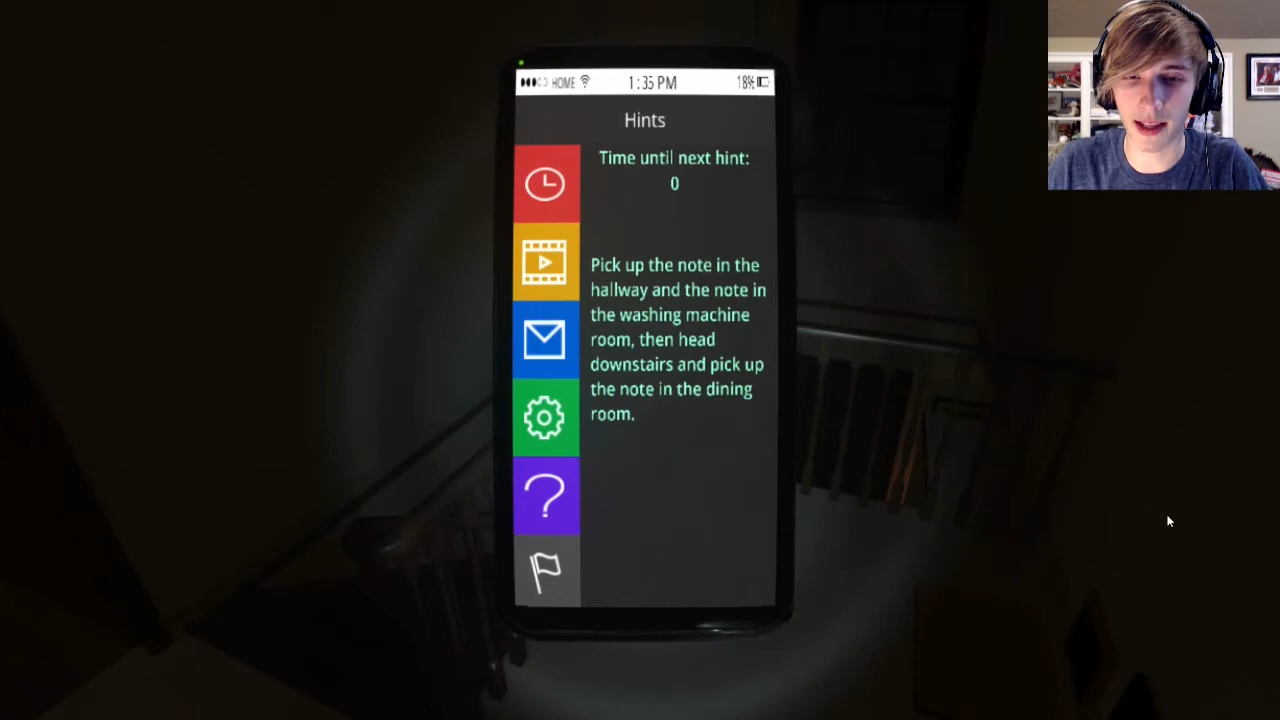 HOME 1:35 PM 18%
Hints
Time until next hint:
0
Pick up the note in the
hallway and the note in
the washing machine
room, then head
downstairs and pick up
the note in the dining
room.